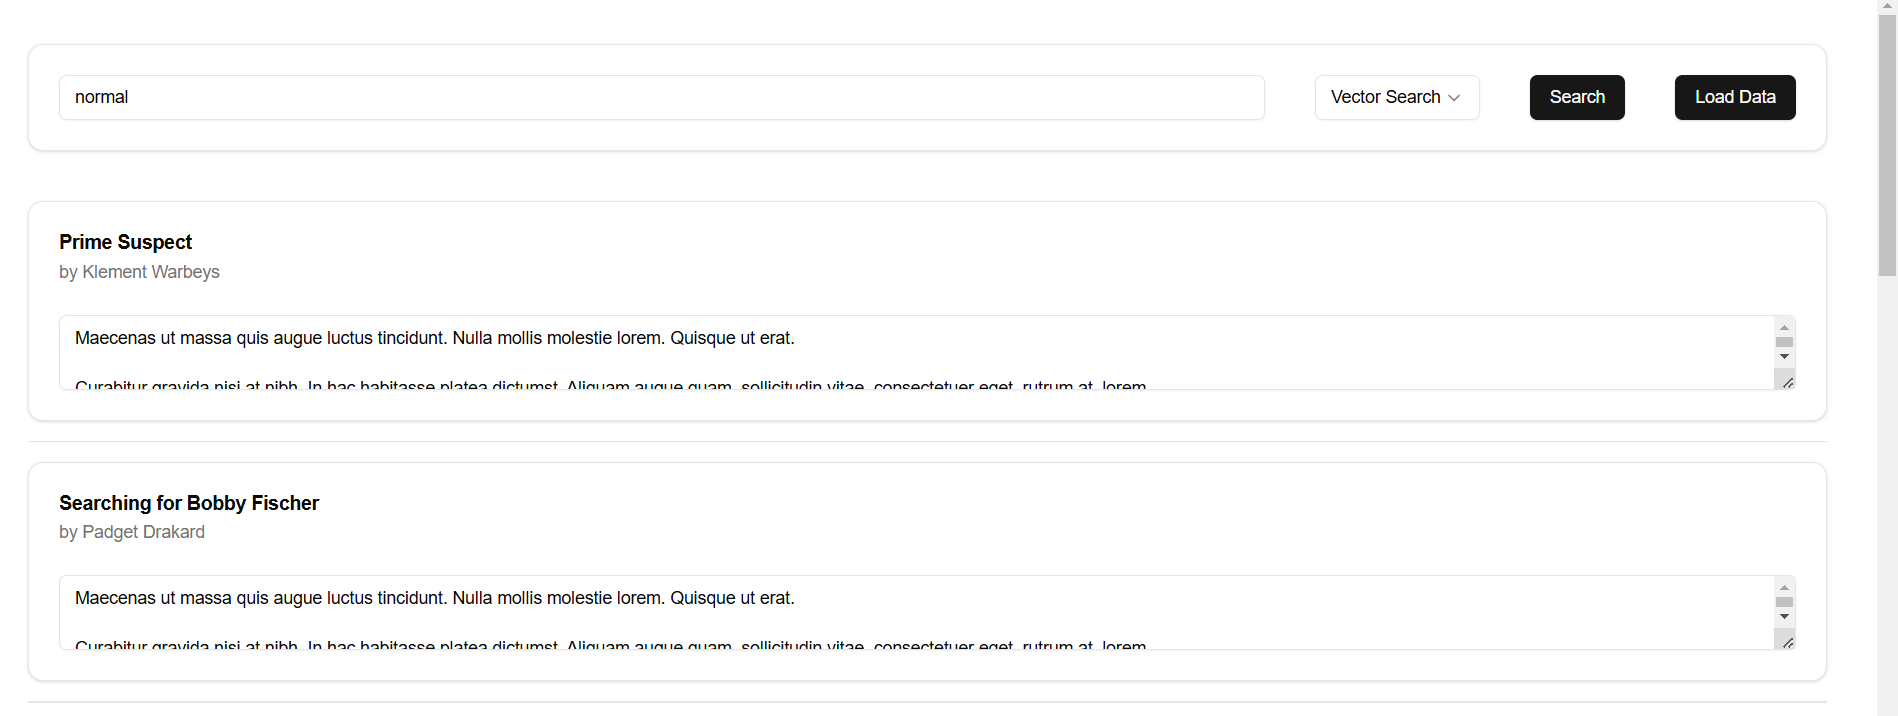 normal
Vector Search
Search
Load Data
Prime Suspect
by Klement Warbeys
Maecenas ut massa quis augue luctus tincidunt. Nulla mollis molestie lorem. Quisque ut erat.
Curabitur gravida nisi at nibh. In hac habitasse platea dictumst. Aliquam augue quam, sollicitudin vitae, consectetuer eget, rutrum at, lorem.
Searching for Bobby Fischer
by Padget Drakard
Maecenas ut massa quis augue luctus tincidunt. Nulla mollis molestie lorem. Quisque ut erat.
Curabitur gravida nisi at nibh. In hac habitasse platea dictumst. Aliquam augue quam, sollicitudin vitae, consectetuer eget, rutrum at, lorem.